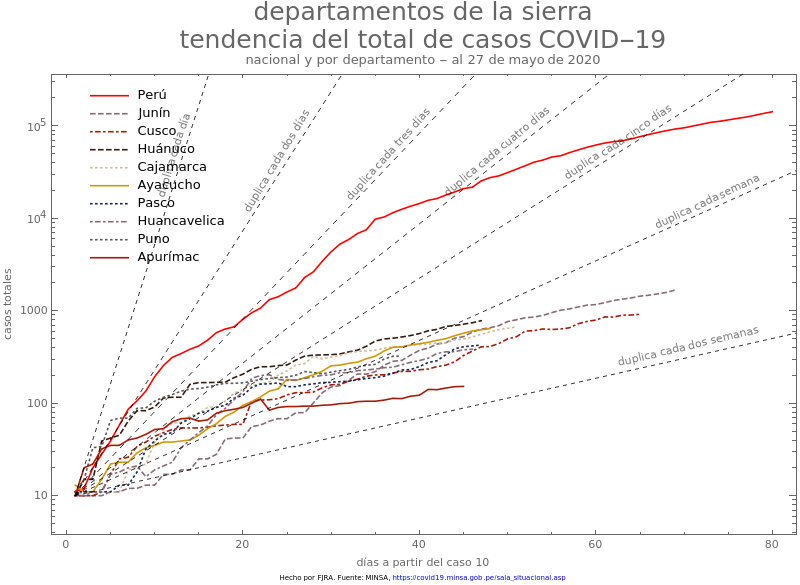 departamentos de la sierra
tendencia del total de casos COVID−19
nacional y por departamento − al 27 de mayo de 2020
Perú
Junín
Cusco
Huánuco
Cajamarca
Ayacucho
Pasco
Huancavelica
Puno
Apurímac
duplica cada día
duplica cada dos días
duplica cada tres días
duplica cada cuatro días
duplica cada cinco días
duplica cada semana
duplica cada dos semanas
casos totales
10^5
10^4
1000
100
10
0 20 40 60 80
días a partir del caso 10
Hecho por FJRA. Fuente: MINSA, https://covid19.minsa.gob.pe/sala_situacional.asp